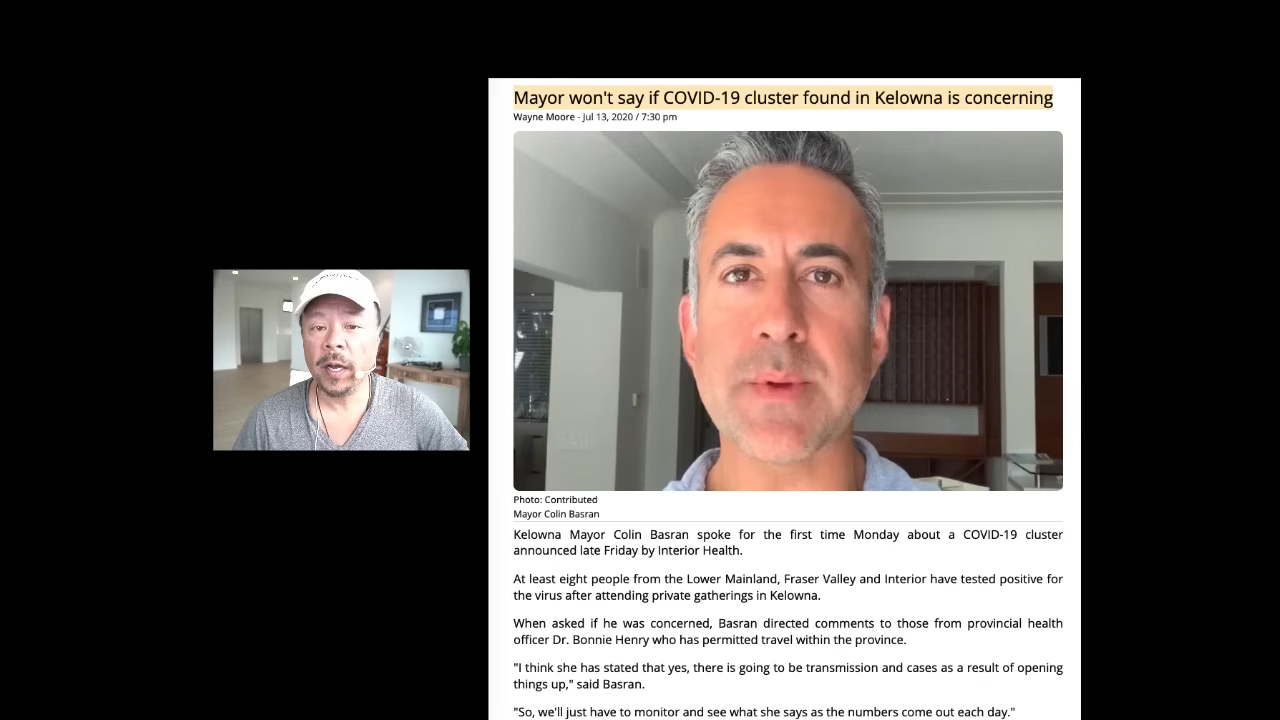 Mayor won't say if COVID-19 cluster found in Kelowna is concerning
Wayne Moore - Jul 13, 2020 / 7:30 pm
Photo: Contributed
Mayor Colin Basran
Kelowna Mayor Colin Basran spoke for the first time Monday about a COVID-19 cluster
announced late Friday by Interior Health.
At least eight people from the Lower Mainland, Fraser Valley and Interior have tested positive for
the virus after attending private gatherings in Kelowna.
When asked if he was concerned, Basran directed comments to those from provincial health
officer Dr. Bonnie Henry who has permitted travel within the province.
"I think she has stated that yes, there is going to be transmission and cases as a result of opening
things up," said Basran.
"So, we'll just have to monitor and see what she says as the numbers come out each day."